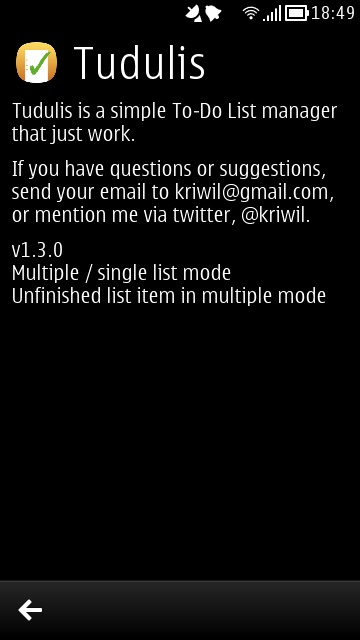 18:49
Tudulis
Tudulis is a simple To-Do List manager
that just work.
If you have questions or suggestions,
send your email to kriwil@gmail.com,
or mention me via twitter, @kriwil.
v1.3.0
Multiple / single list mode
Unfinished list item in multiple mode